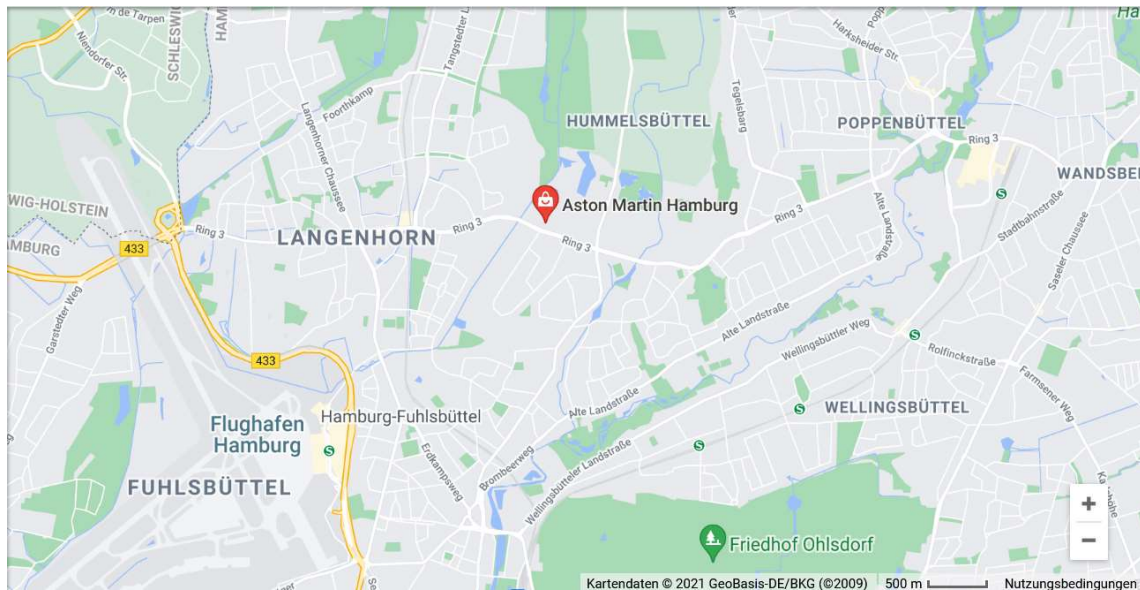 de Tarpen
Niendorfer Str.
SCHLESWIG
HAM
Tangstedter L
Foorthkamp
Langenhorner Chaussee
HUMMELSBÜTTEL
Tegelsbarg
Harksheider Str.
POPPENBÜTTEL
Ring 3
WANDSBE
WIG-HOLSTEIN
AMBURG
433
Ring 3
LANGENHORN
Ring 3
Aston Martin Hamburg
Ring 3
Ring 3
Alte Landstraße
S
Stadtbahnstraße
Saseler Chaussee
Garstedter Weg
433
Alte Landstraße
Wellingsbüttler Weg
S
Rolfinckstraße
Farmsener Weg
Flughafen
Hamburg
Hamburg-Fuhlsbüttel
S
Alte Landstraße
S
WELLINGSBÜTTEL
S
FUHLSBÜTTEL
Erdkampsweg
Brombeerweg
Wellingsbütteler Landstraße
Friedhof Ohlsdorf
+
−
Kartendaten © 2021 GeoBasis-DE/BKG (©2009) 500 m Nutzungsbedingungen